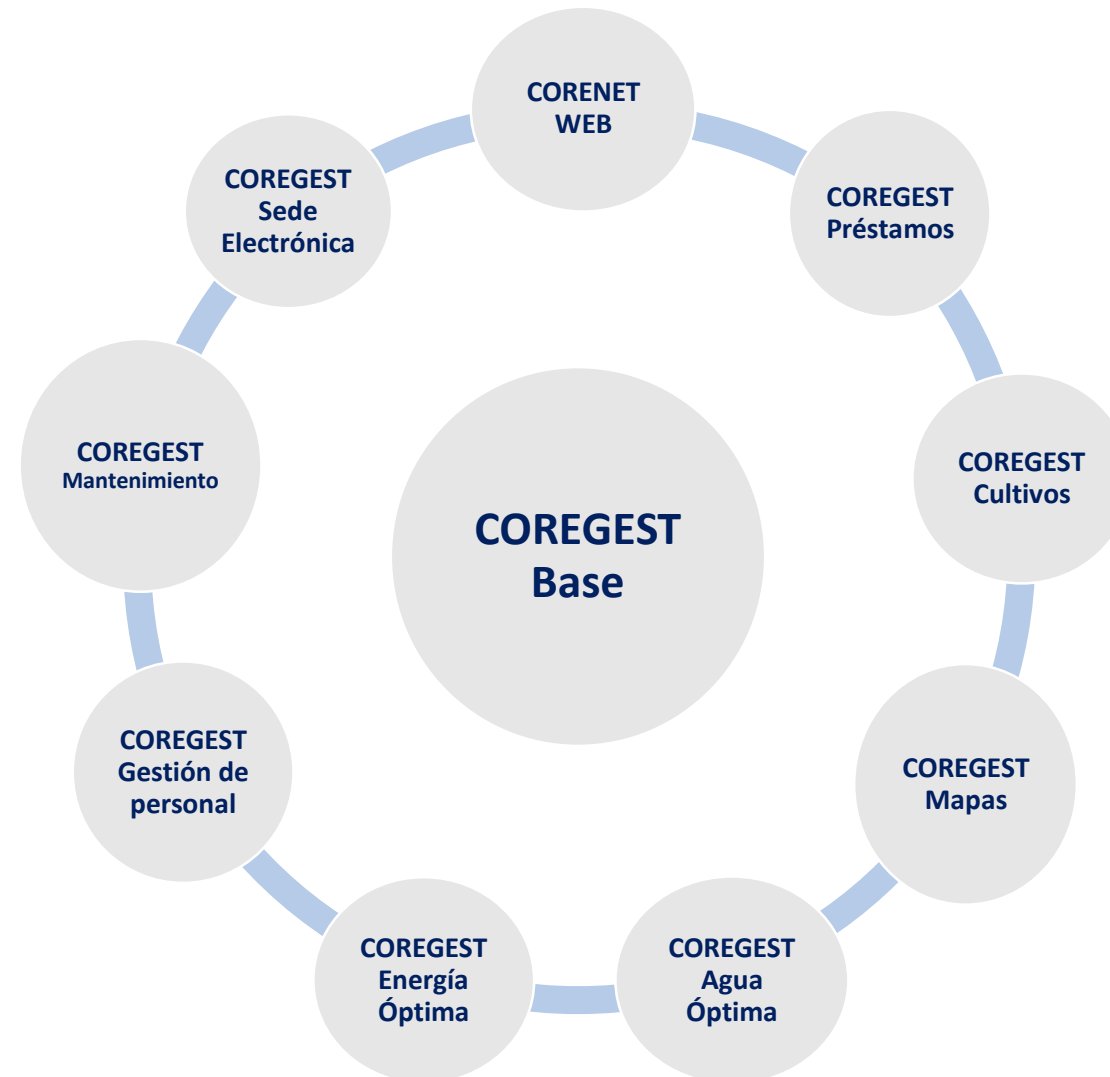 CORENET
WEB
COREGEST
Préstamos
COREGEST
Cultivos
COREGEST
Mapas
COREGEST
Agua
Óptima
COREGEST
Energía
Óptima
COREGEST
Gestión de
personal
COREGEST
Mantenimiento
COREGEST
Sede
Electrónica
COREGEST
Base